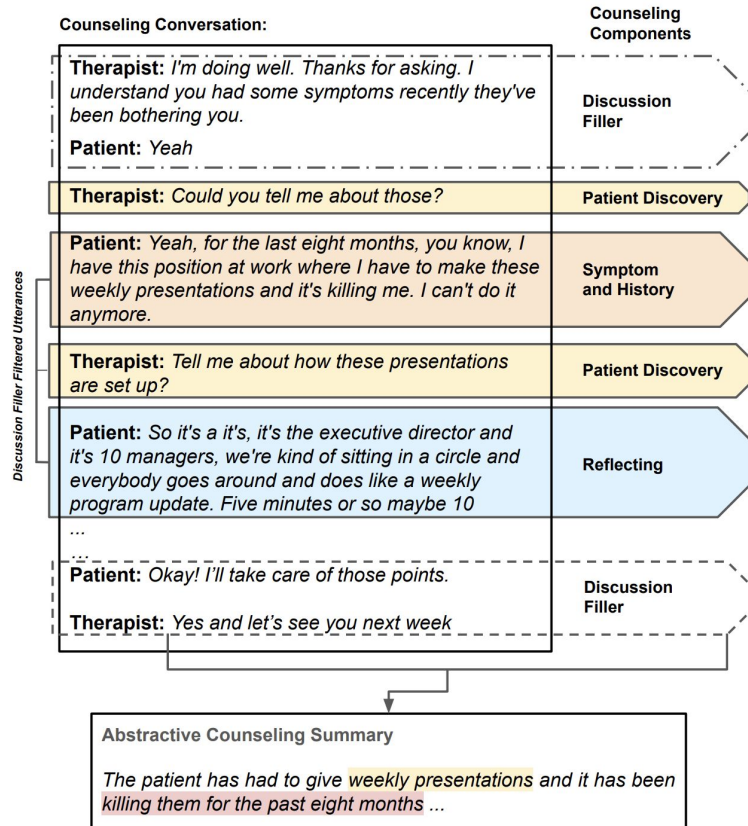 Counseling Conversation:
Counseling
Components
Therapist: I'm doing well. Thanks for asking. I
understand you had some symptoms recently they've
been bothering you.
Patient: Yeah
Discussion
Filler
Therapist: Could you tell me about those?
Patient Discovery
Patient: Yeah, for the last eight months, you know, I
have this position at work where I have to make these
weekly presentations and it's killing me. I can't do it
anymore.
Symptom
and History
Discussion Filler Filtered Utterances
Therapist: Tell me about how these presentations
are set up?
Patient Discovery
Patient: So it's a it's, it's the executive director and
it's 10 managers, we're kind of sitting in a circle and
everybody goes around and does like a weekly
program update. Five minutes or so maybe 10
Reflecting
...
...
Patient: Okay! I’ll take care of those points.
Therapist: Yes and let’s see you next week
Discussion
Filler
Abstractive Counseling Summary
The patient has had to give weekly presentations and it has been
killing them for the past eight months ...